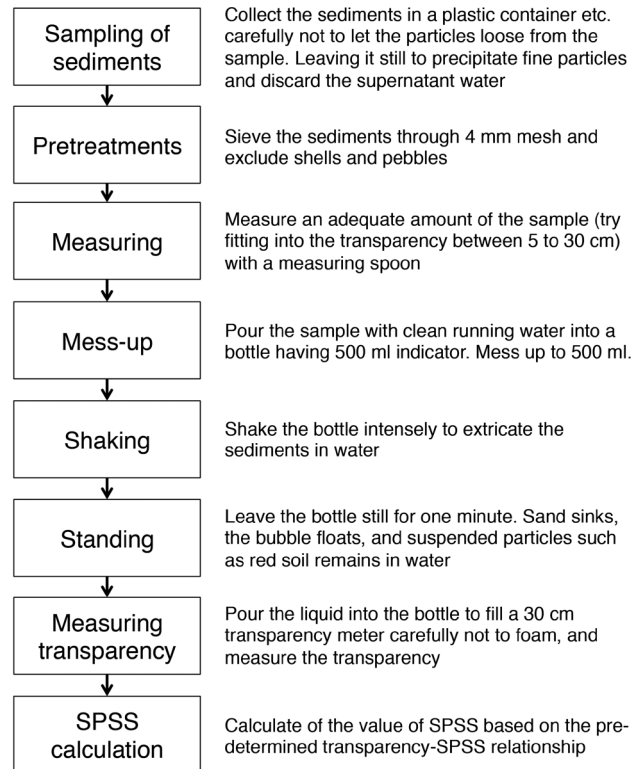 Sampling of
sediments
Collect the sediments in a plastic container etc.
carefully not to let the particles loose from the
sample. Leaving it still to precipitate fine particles
and discard the supernatant water
Pretreatments
Sieve the sediments through 4 mm mesh and
exclude shells and pebbles
Measuring
Measure an adequate amount of the sample (try
fitting into the transparency between 5 to 30 cm)
with a measuring spoon
Mess-up
Pour the sample with clean running water into a
bottle having 500 ml indicator. Mess up to 500 ml.
Shaking
Shake the bottle intensely to extricate the
sediments in water
Standing
Leave the bottle still for one minute. Sand sinks,
the bubble floats, and suspended particles such
as red soil remains in water
Measuring
transparency
Pour the liquid into the bottle to fill a 30 cm
transparency meter carefully not to foam, and
measure the transparency
SPSS
calculation
Calculate of the value of SPSS based on the pre-
determined transparency-SPSS relationship